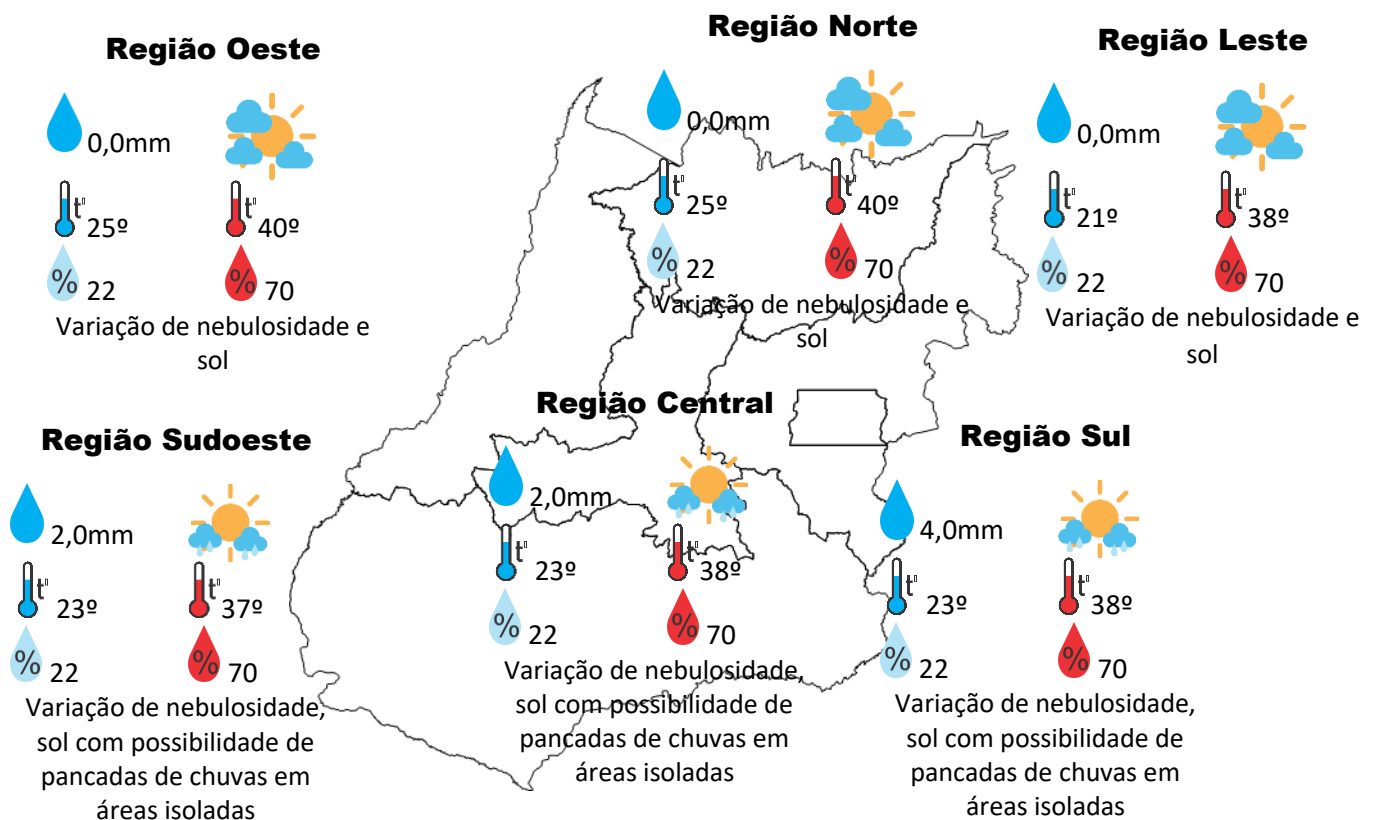 Região Oeste
0,0mm
t°
25º
40º
%
22
%
70
Variação de nebulosidade e
sol
Região Norte
0,0mm
t°
25º
t°
40º
%
22
%
70
Variação de nebulosidade e
sol
Região Leste
0,0mm
t°
21º
t°
38º
%
22
%
70
Variação de nebulosidade e
sol
Região Sudoeste
2,0mm
t°
23º
t°
37º
%
22
%
70
Variação de nebulosidade,
sol com possibilidade de
pancadas de chuvas em
áreas isoladas
Região Central
2,0mm
t°
23º
t°
38º
%
22
%
70
Variação de nebulosidade,
sol com possibilidade de
pancadas de chuvas em
áreas isoladas
Região Sul
4,0mm
t°
23º
t°
38º
%
22
%
70
Variação de nebulosidade,
sol com possibilidade de
pancadas de chuvas em
áreas isoladas